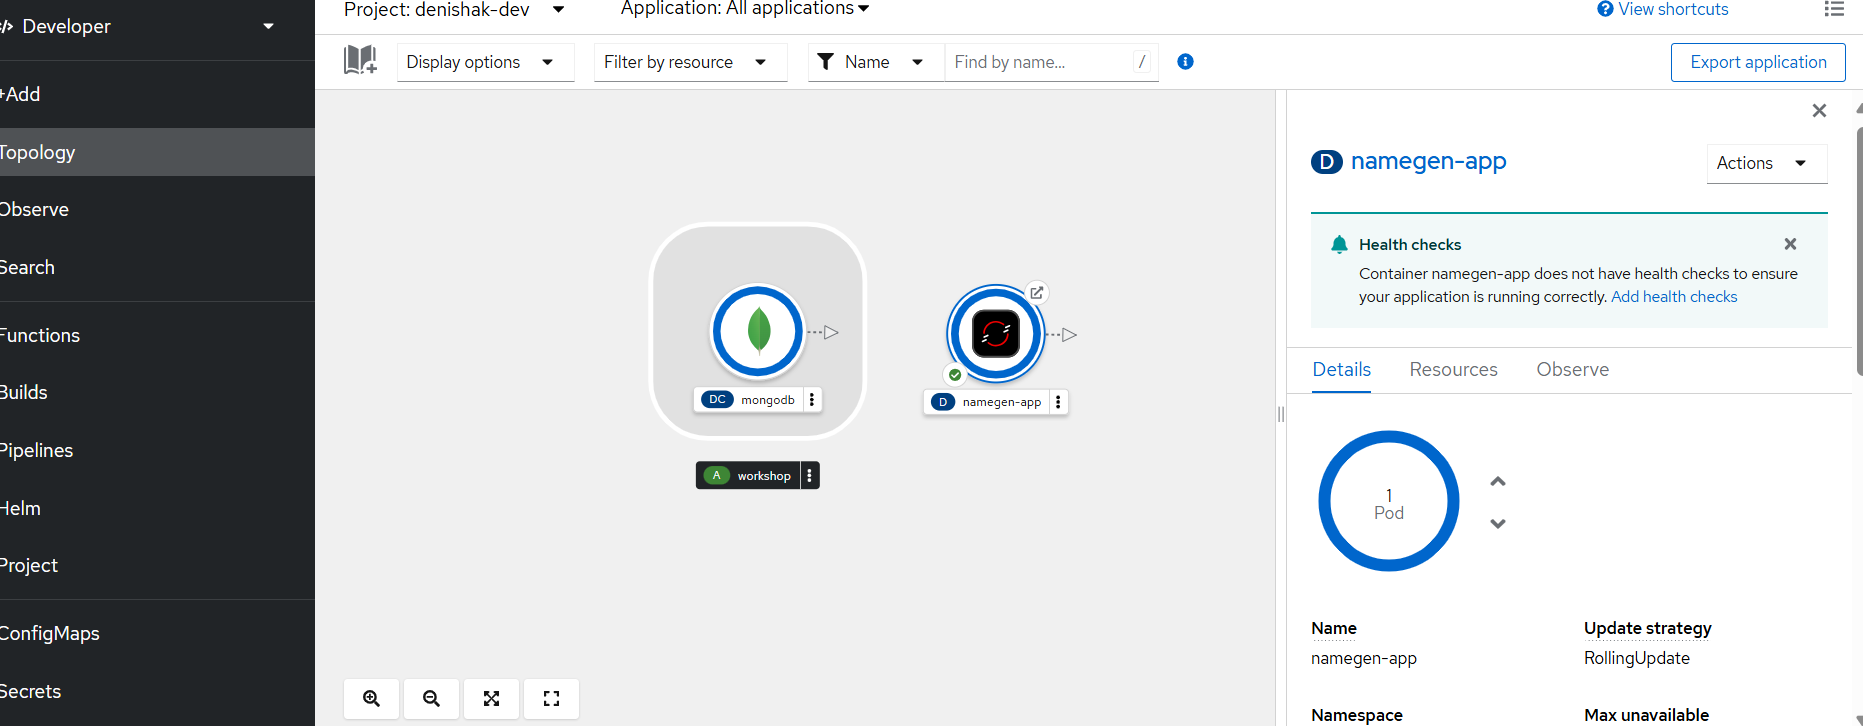 Developer
+Add
Topology
Observe
Search
Functions
Builds
Pipelines
Helm
Project
ConfigMaps
Secrets
Project: denishak-dev
Application: All applications
View shortcuts
Display options
Filter by resource
Name
Find by name...
/
Export application
DC mongodb
A workshop
D namegen-app
D namegen-app
Actions
Health checks
Container namegen-app does not have health checks to ensure
your application is running correctly. Add health checks
Details Resources Observe
1
Pod
Name
namegen-app
Update strategy
RollingUpdate
Namespace
Max unavailable